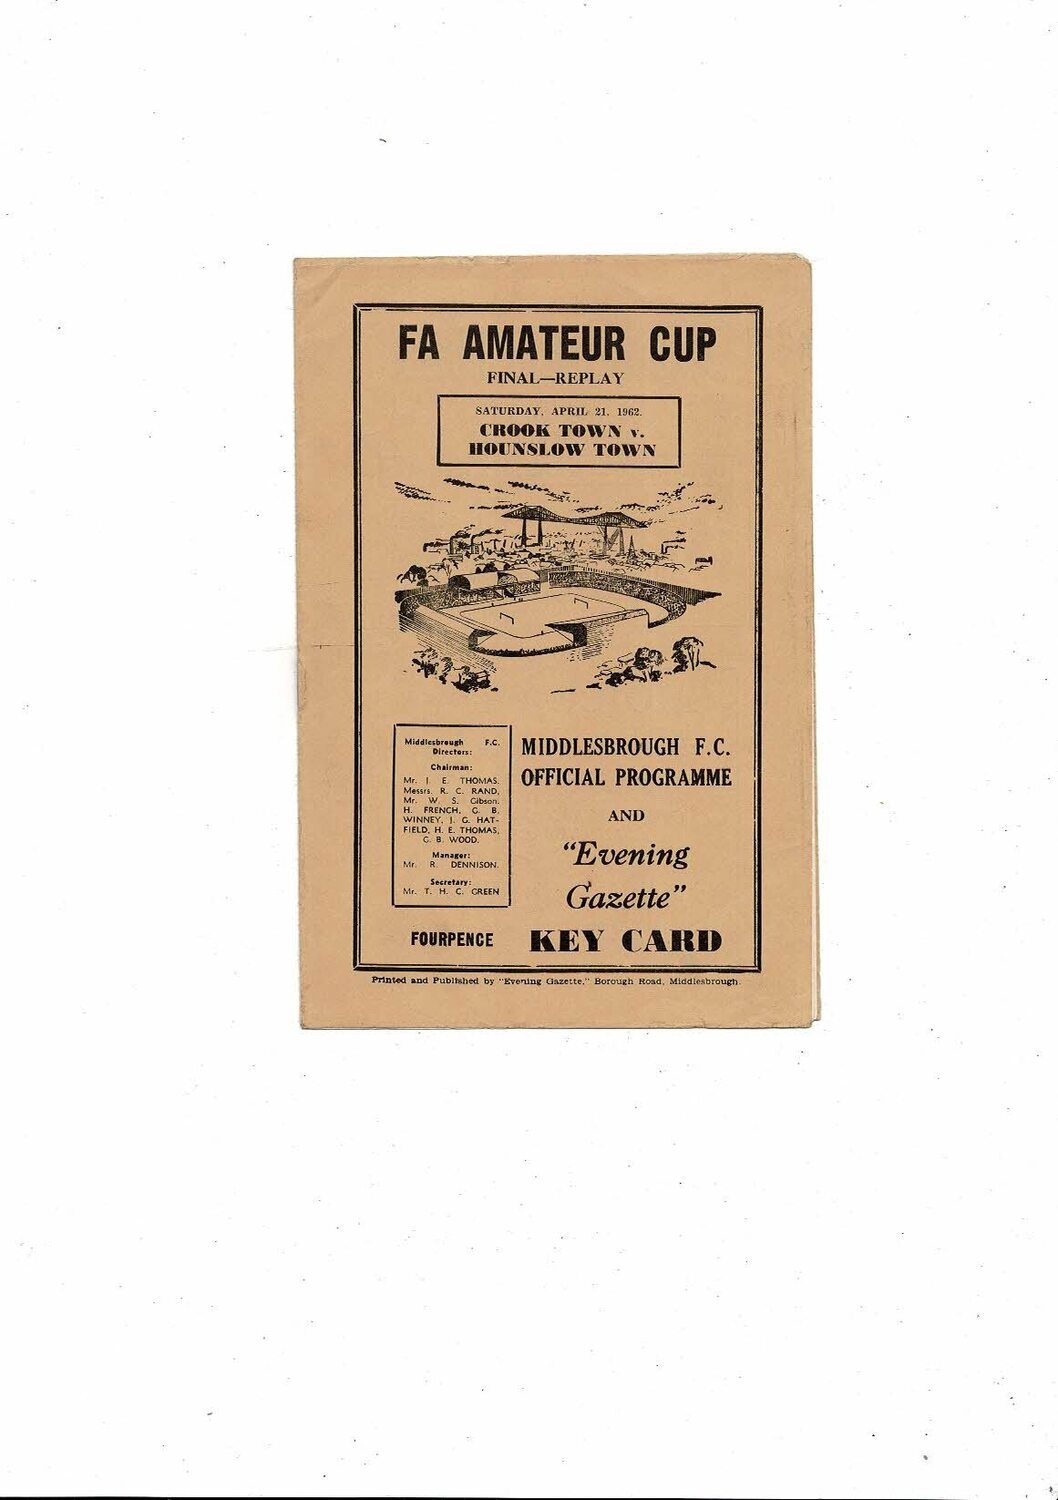 FA AMATEUR CUP
FINAL—REPLAY
SATURDAY, APRIL 21, 1962.
CROOK TOWN v.
HOUNSLOW TOWN
Middlesbrough F.C.
Directors:
Chairman:
Mr. J. E. THOMAS.
Messrs. R. C. RAND,
Mr. W. S. Gibson.
H. FRENCH, G. B.
WINNEY, J. G. HAT-
FIELD, H. E. THOMAS,
G. B. WOOD.
Manager:
Mr. R. DENNISON.
Secretary:
Mr. T. H. C. GREEN
FOURPENCE
MIDDLESBROUGH F.C.
OFFICIAL PROGRAMME
AND
"Evening
Gazette"
KEY CARD
Printed and Published by "Evening Gazette," Borough Road, Middlesbrough.